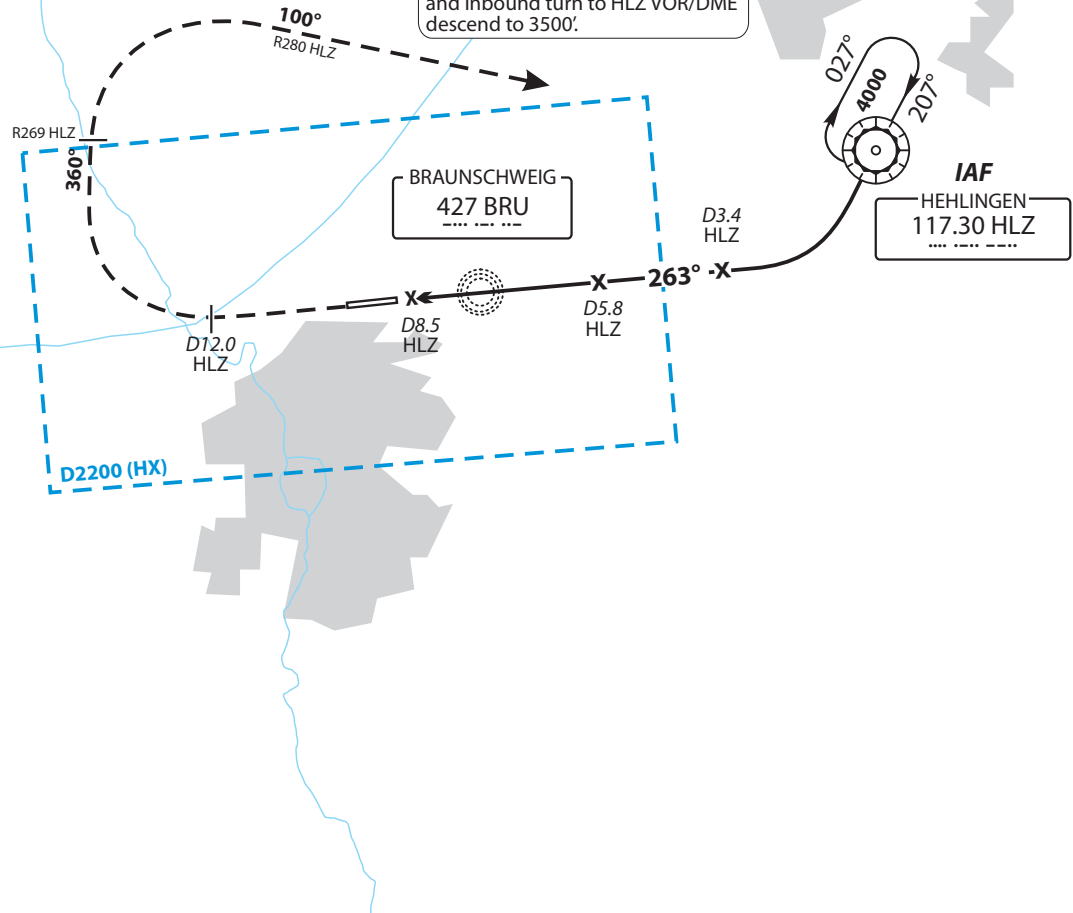 and inbound turn to HLZ VOR/DME
descend to 3500'.
100°
R280 HLZ
027°
4000
207°
R269 HLZ
360°
BRAUNSCHWEIG
427 BRU
IAF
HEHLINGEN
117.30 HLZ
D3.4
HLZ
263°
X
X
X
D5.8
HLZ
D8.5
HLZ
D12.0
HLZ
D2200 (HX)